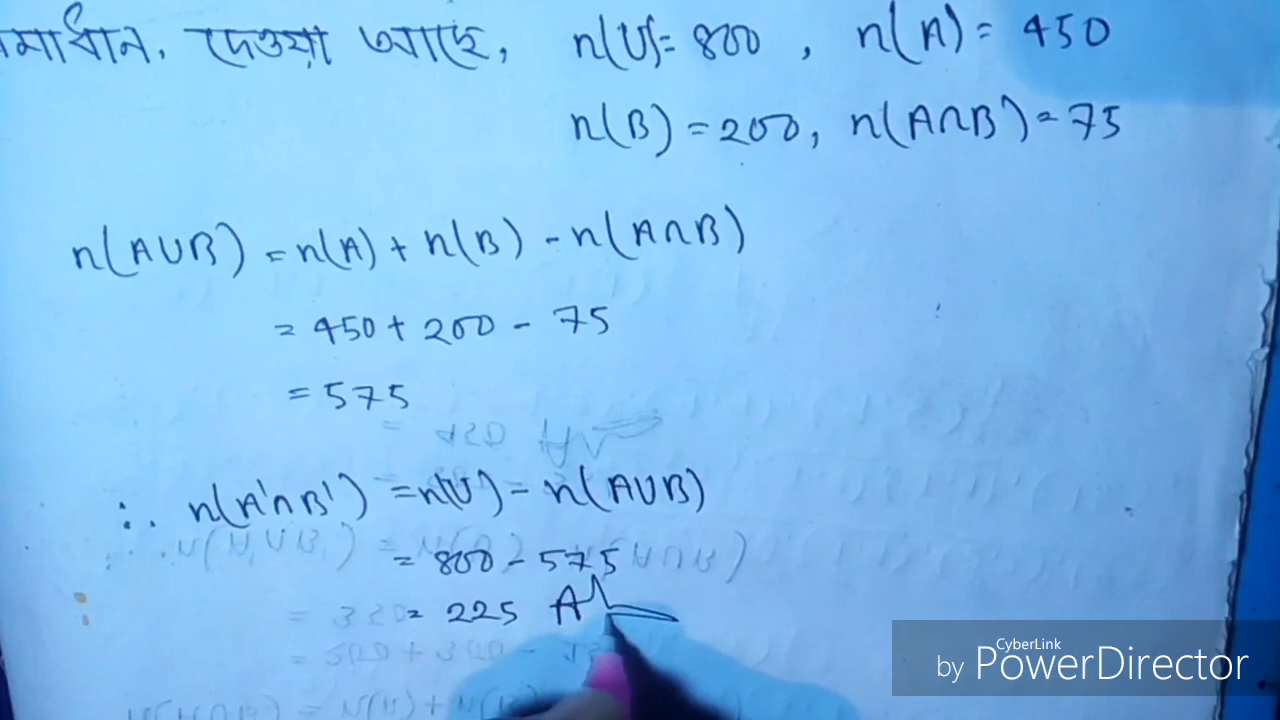 সমাধান. দেওয়া আছে, n(U)= 800 , n(A)= 450
n(B)=200, n(A∩B)=75
n(A∪B) = n(A)+n(B) - n(A∩B)
= 450 + 200 - 75
= 575
∴ n(A'∩B') = n(U) - n(A∪B)
= 800 - 575
= 225 A
CyberLink
by PowerDirector